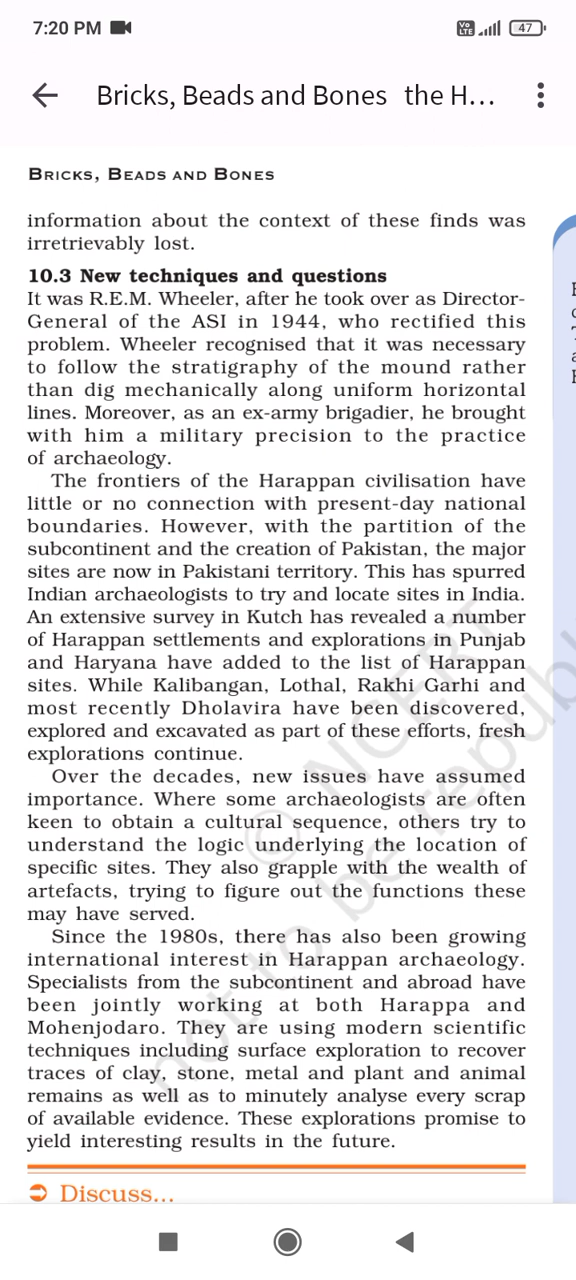 7:20 PM
Vo LTE
47
Bricks, Beads and Bones the H...
BRICKS, BEADS AND BONES
information about the context of these finds was
irretrievably lost.
10.3 New techniques and questions
It was R.E.M. Wheeler, after he took over as Director-
General of the ASI in 1944, who rectified this
problem. Wheeler recognised that it was necessary
to follow the stratigraphy of the mound rather
than dig mechanically along uniform horizontal
lines. Moreover, as an ex-army brigadier, he brought
with him a military precision to the practice
of archaeology.
The frontiers of the Harappan civilisation have
little or no connection with present-day national
boundaries. However, with the partition of the
subcontinent and the creation of Pakistan, the major
sites are now in Pakistani territory. This has spurred
Indian archaeologists to try and locate sites in India.
An extensive survey in Kutch has revealed a number
of Harappan settlements and explorations in Punjab
and Haryana have added to the list of Harappan
sites. While Kalibangan, Lothal, Rakhi Garhi and
most recently Dholavira have been discovered,
explored and excavated as part of these efforts, fresh
explorations continue.
Over the decades, new issues have assumed
importance. Where some archaeologists are often
keen to obtain a cultural sequence, others try to
understand the logic underlying the location of
specific sites. They also grapple with the wealth of
artefacts, trying to figure out the functions these
may have served.
Since the 1980s, there has also been growing
international interest in Harappan archaeology.
Specialists from the subcontinent and abroad have
been jointly working at both Harappa and
Mohenjodaro. They are using modern scientific
techniques including surface exploration to recover
traces of clay, stone, metal and plant and animal
remains as well as to minutely analyse every scrap
of available evidence. These explorations promise to
yield interesting results in the future.
Discuss...
© NCERT
not to be republ